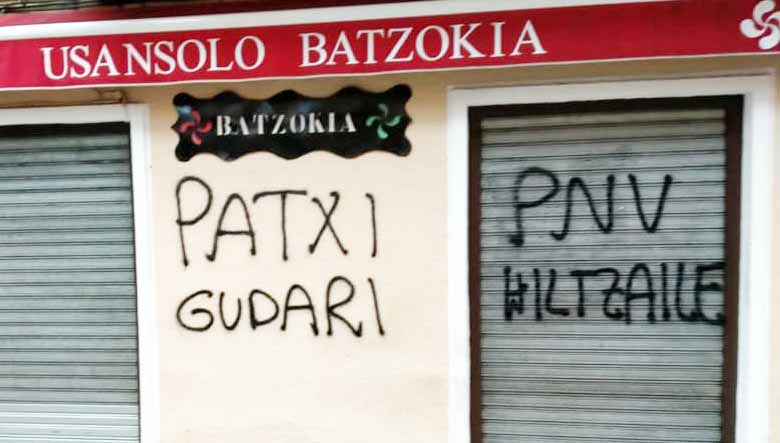 USANSOLO BATZOKIA
BATZOKIA
PATXI
GUDARI
PNV
HILTZAILE